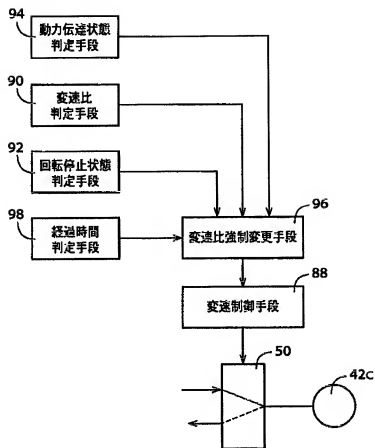 94
動力伝達状態
判定手段
90
変速比
判定手段
92
回転停止状態
判定手段
98
経過時間
判定手段
96
変速比強制変更手段
88
変速制御手段
50
42c